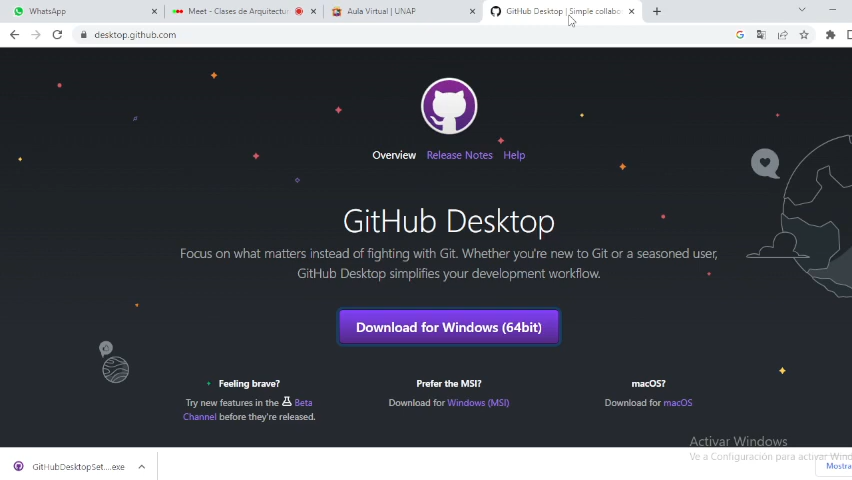 WhatsApp
Meet - Clases de Arquitectur
Aula Virtual | UNAP
GitHub Desktop | Simple collabo
desktop.github.com
Overview Release Notes Help
GitHub Desktop
Focus on what matters instead of fighting with Git. Whether you're new to Git or a seasoned user,
GitHub Desktop simplifies your development workflow.
Download for Windows (64bit)
Feeling brave?
Try new features in the Beta
Channel before they're released.
Prefer the MSI?
Download for Windows (MSI)
macOS?
Download for macOS
Activar Windows
Ve a Configuración para activar Wind
GitHubDesktopSet....exe
Mostra